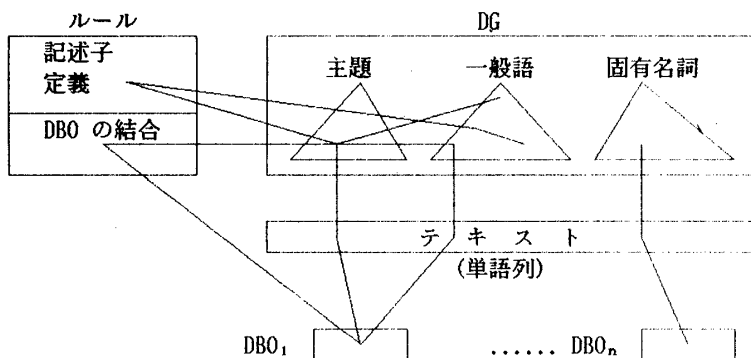 ルール
DG
記述子
定義
主題 一般語 固有名詞
DBO の結合
テキスト
(単語列)
DBO₁ ...... DBOₙ